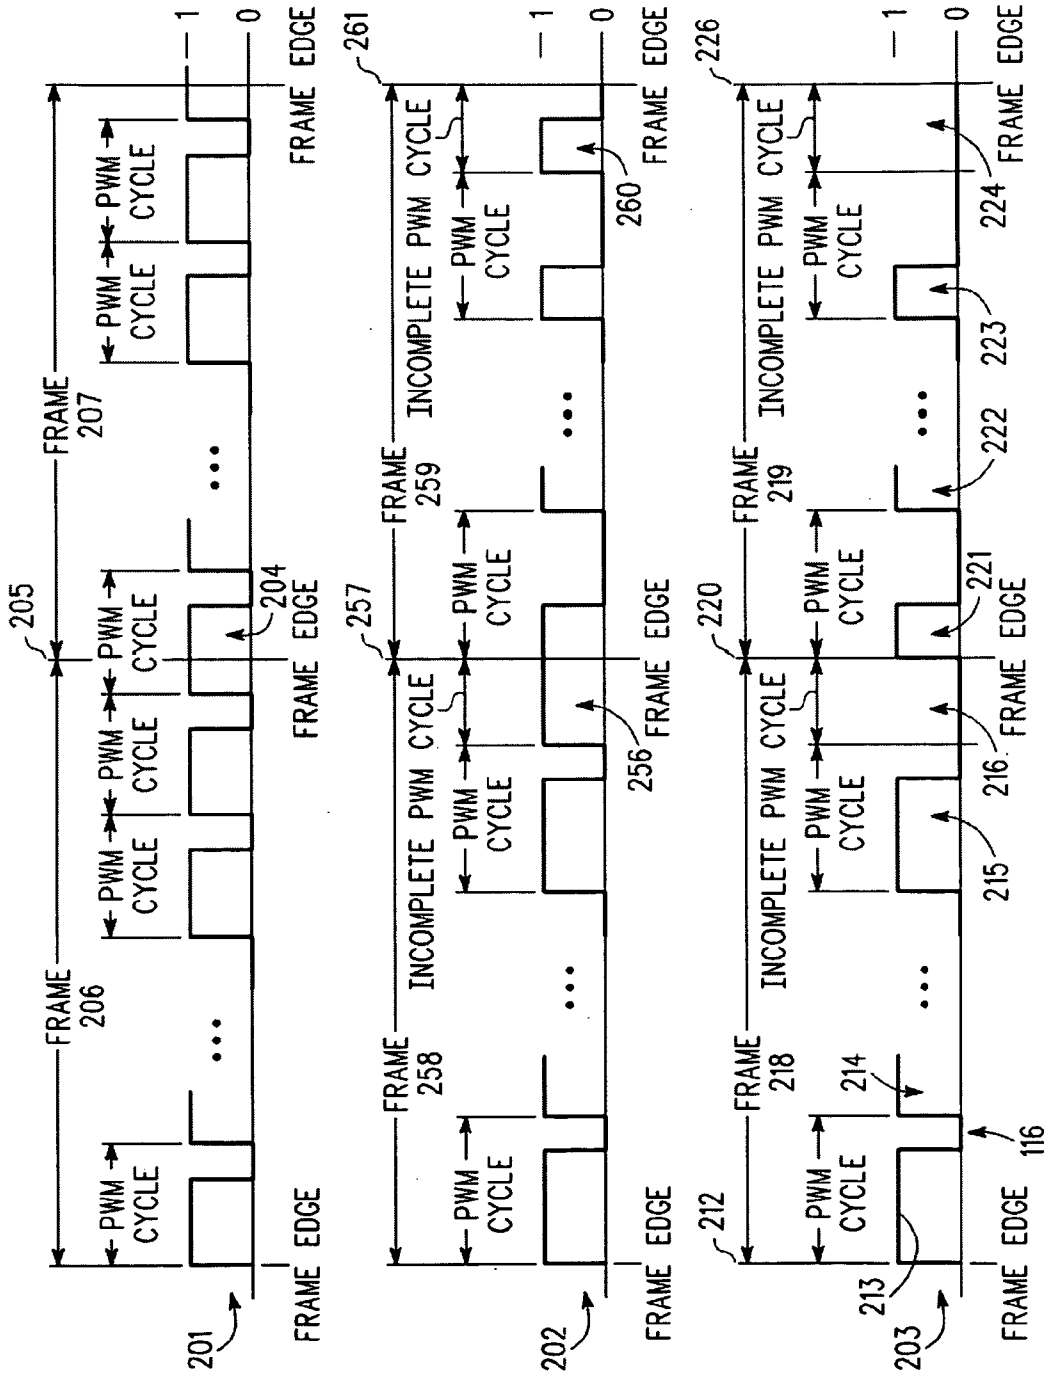 205
FRAME
206
FRAME
207
PWM
CYCLE
PWM
CYCLE
PWM
CYCLE
PWM
CYCLE
PWM
CYCLE
PWM
CYCLE
1
0
204
201
FRAME EDGE
FRAME EDGE
FRAME EDGE
257
261
FRAME
258
FRAME
259
INCOMPLETE PWM CYCLE
INCOMPLETE PWM CYCLE
PWM
CYCLE
PWM
CYCLE
PWM
CYCLE
PWM
CYCLE
1
0
202
256
260
FRAME EDGE
FRAME EDGE
FRAME EDGE
212
220
226
FRAME
218
FRAME
219
INCOMPLETE PWM CYCLE
INCOMPLETE PWM CYCLE
PWM
CYCLE
PWM
CYCLE
PWM
CYCLE
PWM
CYCLE
214
222
1
0
203
213
116
215
216
221
223
224
FRAME EDGE
FRAME EDGE
FRAME EDGE